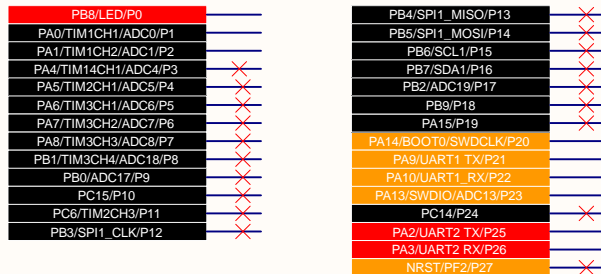 PB8/LED/P0
PA0/TIM1CH1/ADC0/P1
PA1/TIM1CH2/ADC1/P2
PA4/TIM14CH1/ADC4/P3
PA5/TIM2CH1/ADC5/P4
PA6/TIM3CH1/ADC6/P5
PA7/TIM3CH2/ADC7/P6
PA8/TIM3CH3/ADC8/P7
PB1/TIM3CH4/ADC18/P8
PB0/ADC17/P9
PC15/P10
PC6/TIM2CH3/P11
PB3/SPI1_CLK/P12
PB4/SPI1_MISO/P13
PB5/SPI1_MOSI/P14
PB6/SCL1/P15
PB7/SDA1/P16
PB2/ADC19/P17
PB9/P18
PA15/P19
PA14/BOOT0/SWDCLK/P20
PA9/UART1 TX/P21
PA10/UART1_RX/P22
PA13/SWDIO/ADC13/P23
PC14/P24
PA2/UART2 TX/P25
PA3/UART2 RX/P26
NRST/PF2/P27